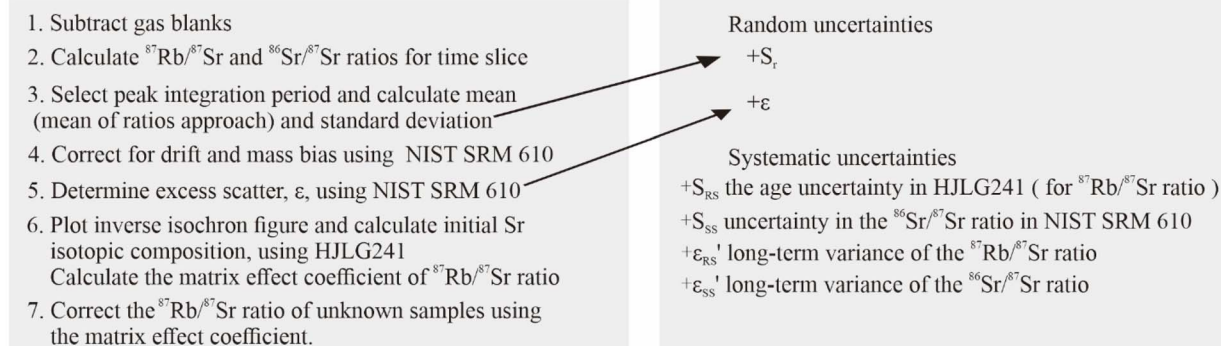 1. Subtract gas blanks
2. Calculate ⁸⁷Rb/⁸⁷Sr and ⁸⁶Sr/⁸⁷Sr ratios for time slice
3. Select peak integration period and calculate mean
(mean of ratios approach) and standard deviation
4. Correct for drift and mass bias using NIST SRM 610
5. Determine excess scatter, ε, using NIST SRM 610
6. Plot inverse isochron figure and calculate initial Sr
isotopic composition, using HJLG241
Calculate the matrix effect coefficient of ⁸⁷Rb/⁸⁷Sr ratio
7. Correct the ⁸⁷Rb/⁸⁷Sr ratio of unknown samples using
the matrix effect coefficient.
Random uncertainties
+Sᵣ
+ε
Systematic uncertainties
+S_RS the age uncertainty in HJLG241 ( for ⁸⁷Rb/⁸⁷Sr ratio )
+S_SS uncertainty in the ⁸⁶Sr/⁸⁷Sr ratio in NIST SRM 610
+ε_RS' long-term variance of the ⁸⁷Rb/⁸⁷Sr ratio
+ε_SS' long-term variance of the ⁸⁶Sr/⁸⁷Sr ratio